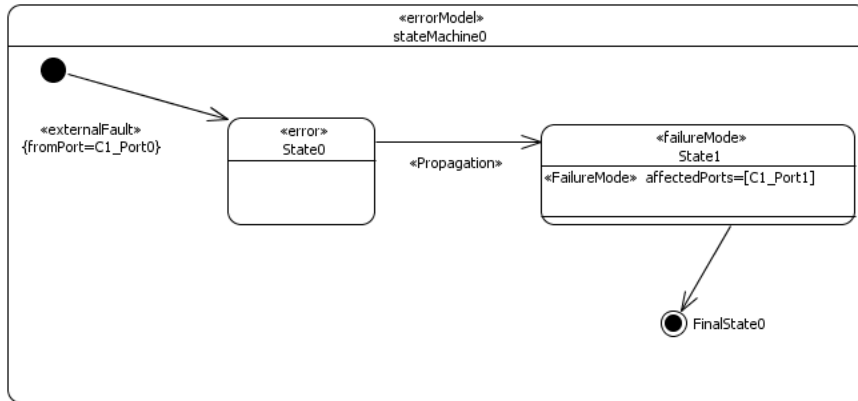 «errorModel»
stateMachine0
«externalFault»
{fromPort=C1_Port0}
«error»
State0
«Propagation»
«failureMode»
State1
«FailureMode» affectedPorts=[C1_Port1]
FinalState0